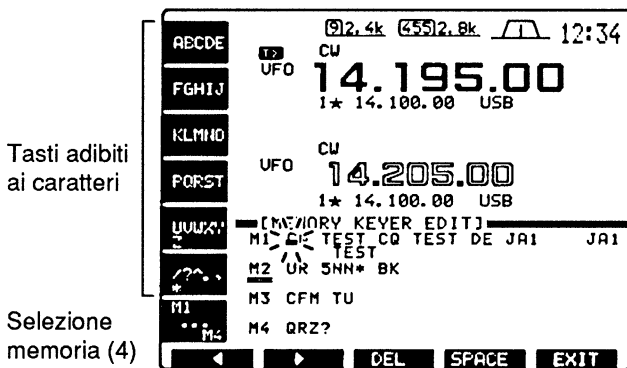 ABCDE
FGHIJ
KLMNO
PQRST
UVWXY
Z
/?^.,
*
M1
...
M4
Tasti adibiti
ai caratteri
Selezione
memoria (4)
9 2.4k 455 2.8k 12:34
T>
VFO
CW
14.195.00
1★ 14.100.00 USB
VFO
CW
14.205.00
1★ 14.100.00 USB
[MEMORY KEYER EDIT]
M1 TEST CQ TEST DE JA1 JA1
TEST
M2 UR 5NN* BK
M3 CFM TU
M4 QRZ?
DEL SPACE EXIT